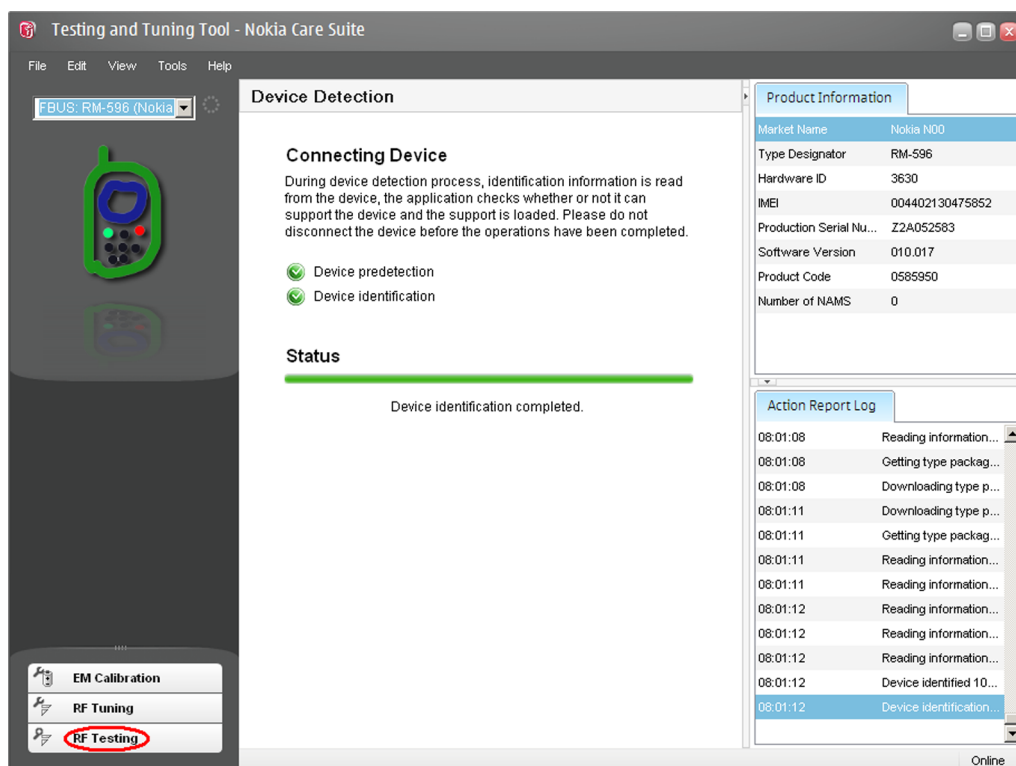 Testing and Tuning Tool - Nokia Care Suite
File Edit View Tools Help
FBUS: RM-596 (Nokia
Device Detection
Connecting Device
During device detection process, identification information is read
from the device, the application checks whether or not it can
support the device and the support is loaded. Please do not
disconnect the device before the operations have been completed.
Device predetection
Device identification
Status
Device identification completed.
EM Calibration
RF Tuning
RF Testing
Product Information
Market Name Nokia N00
Type Designator RM-596
Hardware ID 3630
IMEI 004402130475852
Production Serial Nu... Z2A052583
Software Version 010.017
Product Code 0585950
Number of NAMS 0
Action Report Log
08:01:08 Reading information...
08:01:08 Getting type packag...
08:01:08 Downloading type p...
08:01:11 Downloading type p...
08:01:11 Getting type packag...
08:01:11 Reading information...
08:01:11 Reading information...
08:01:12 Reading information...
08:01:12 Reading information...
08:01:12 Reading information...
08:01:12 Device identified 10...
08:01:12 Device identification...
Online